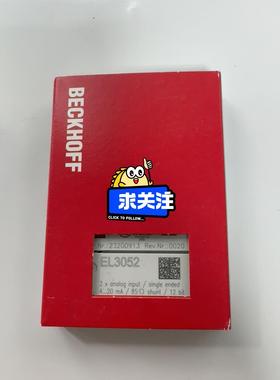 BECKHOFF
求关注
CLICK TO FOLLOW...
Nr.:23200913 Rev.Nr.:0020
EL3052
2 x analog input / single ended
4...20 mA / 85Ω shunt / 12 bit